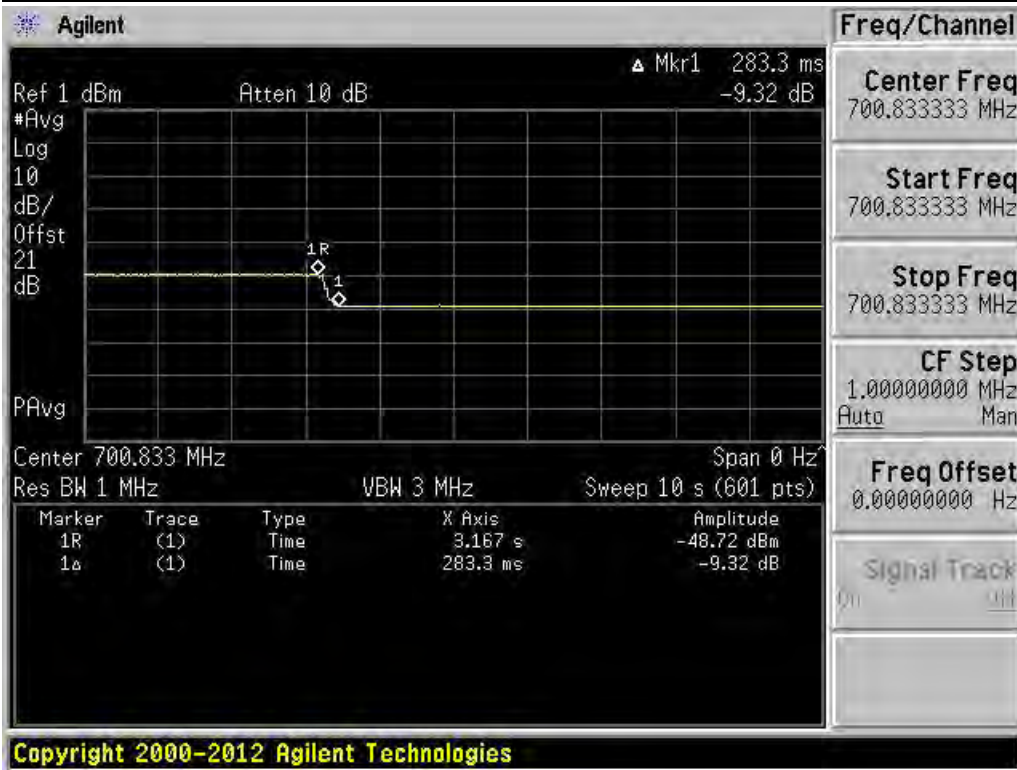 Agilent
Freq/Channel
Δ Mkr1 283.3 ms
Ref 1 dBm Atten 10 dB -9.32 dB
#Avg
Log
10
dB/
Offst
21
dB
1R
1
PAvg
Center 700.833 MHz Span 0 Hz^
Res BW 1 MHz VBW 3 MHz Sweep 10 s (601 pts)
Marker Trace Type X Axis Amplitude
1R (1) Time 3.167 s -48.72 dBm
1Δ (1) Time 283.3 ms -9.32 dB
Center Freq
700.833333 MHz
Start Freq
700.833333 MHz
Stop Freq
700.833333 MHz
CF Step
1.00000000 MHz
Auto Man
Freq Offset
0.00000000 Hz
Signal Track
On Off
Copyright 2000-2012 Agilent Technologies